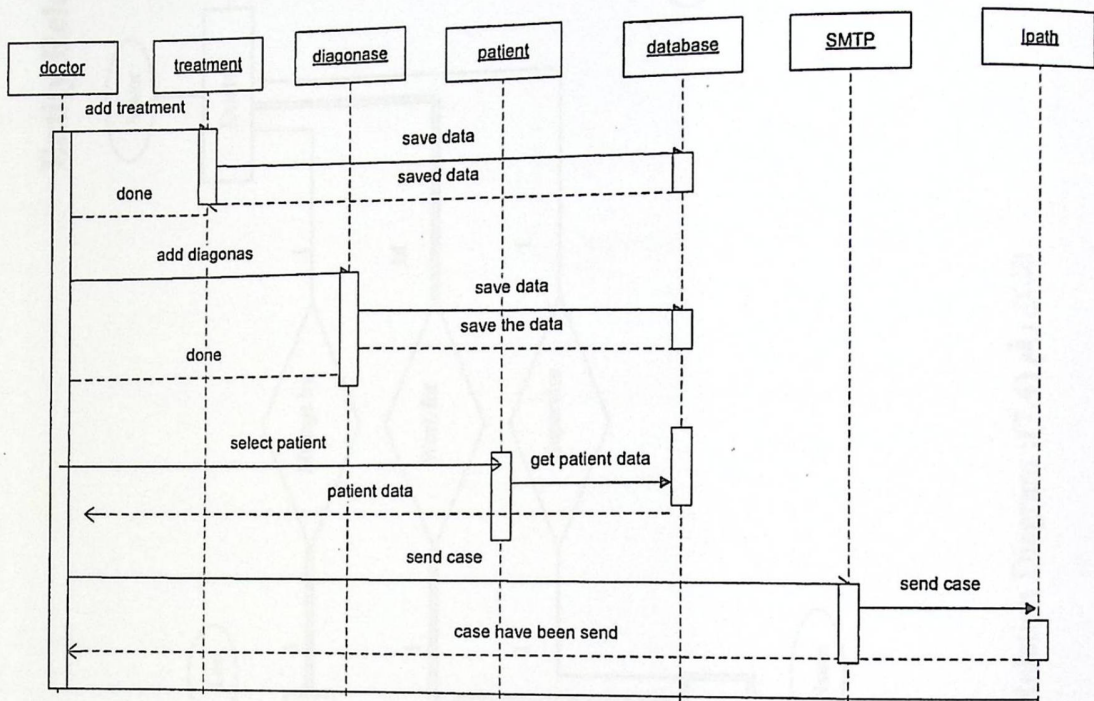 doctor
treatment
diagonase
patient
database
SMTP
Ipath
add treatment
save data
saved data
done
add diagonas
save data
save the data
done
select patient
get patient data
patient data
send case
send case
case have been send